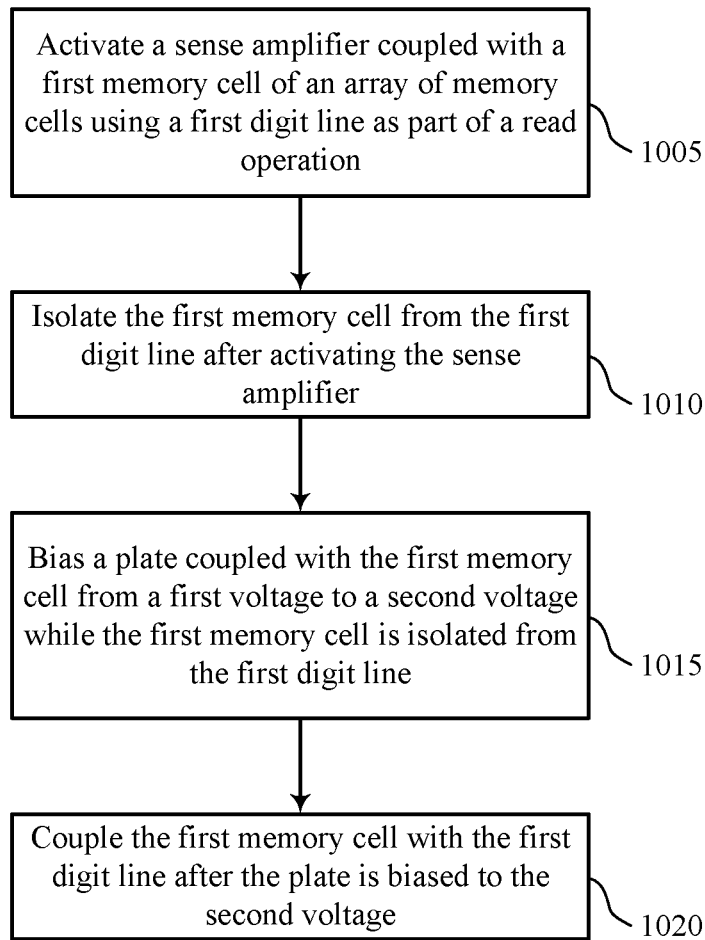 Activate a sense amplifier coupled with a
first memory cell of an array of memory
cells using a first digit line as part of a read
operation
1005
Isolate the first memory cell from the first
digit line after activating the sense
amplifier
1010
Bias a plate coupled with the first memory
cell from a first voltage to a second voltage
while the first memory cell is isolated from
the first digit line
1015
Couple the first memory cell with the first
digit line after the plate is biased to the
second voltage
1020